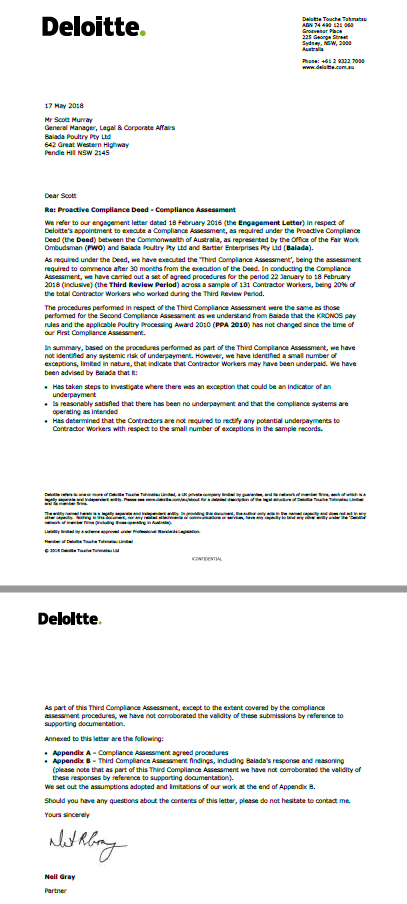 Deloitte.
Deloitte Touche Tohmatsu
ABN 74 490 121 060
Grosvenor Place
225 George Street
Sydney, NSW, 2000
Australia
Phone: +61 2 9322 7000
www.deloitte.com.au
17 May 2018
Mr Scott Murray
General Manager, Legal & Corporate Affairs
Baiada Poultry Pty Ltd
642 Great Western Highway
Pendle Hill NSW 2145
Dear Scott
Re: Proactive Compliance Deed - Compliance Assessment
We refer to our engagement letter dated 18 February 2016 (the Engagement Letter) in respect of
Deloitte's appointment to execute a Compliance Assessment, as required under the Proactive Compliance
Deed (the Deed) between the Commonwealth of Australia, as represented by the Office of the Fair Work
Ombudsman (FWO) and Baiada Poultry Pty Ltd and Bartter Enterprises Pty Ltd (Baiada).
As required under the Deed, we have executed the 'Third Compliance Assessment', being the assessment
required to commence after 30 months from the execution of the Deed. In conducting the Compliance
Assessment, we have carried out a set of agreed procedures for the period 22 January to 18 February
2018 (inclusive) (the Third Review Period) across a sample of 131 Contractor Workers, being 20% of
the total Contractor Workers who worked during the Third Review Period.
The procedures performed in respect of the Third Compliance Assessment were the same as those
performed for the Second Compliance Assessment as we understand from Baiada that the KRONOS pay
rules and the applicable Poultry Processing Award 2010 (PPA 2010) has not changed since the time of
our First Compliance Assessment.
In summary, based on the procedures performed as part of the Third Compliance Assessment, we have
not identified any systemic risk of underpayment. However, we have identified a small number of
exceptions, limited in nature, that indicate that Contractor Workers may have been underpaid. We have
been advised by Baiada that it:
• Has taken steps to investigate where there was an exception that could be an indicator of an
underpayment
• Is reasonably satisfied that there has been no underpayment and that the compliance systems are
operating as intended
• Has determined that the Contractors are not required to rectify any potential underpayments to
Contractor Workers with respect to the small number of exceptions in the sample records.
Deloitte refers to one or more of Deloitte Touche Tohmatsu Limited, a UK private company limited by guarantee, and its network of member firms, each of which is a
legally separate and independent entity. Please see www.deloitte.com/au/about for a detailed description of the legal structure of Deloitte Touche Tohmatsu Limited
and its member firms.
The entity named herein is a legally separate and independent entity. In providing this document, the author only acts in the named capacity and does not act in any
other capacity. Nothing in this document, nor any related attachments or communications or services, have any capacity to bind any other entity under the 'Deloitte'
network of member firms (including those operating in Australia).
Liability limited by a scheme approved under Professional Standards Legislation.
Member of Deloitte Touche Tohmatsu Limited
© 2018 Deloitte Touche Tohmatsu Ltd
CONFIDENTIAL
Deloitte.
As part of this Third Compliance Assessment, except to the extent covered by the compliance
assessment procedures, we have not corroborated the validity of these submissions by reference to
supporting documentation.
Annexed to this letter are the following:
• Appendix A – Compliance Assessment agreed procedures
• Appendix B – Third Compliance Assessment findings, including Baiada's response and reasoning
(please note that as part of this Third Compliance Assessment we have not corroborated the validity of
these responses by reference to supporting documentation).
We set out the assumptions adopted and limitations of our work at the end of Appendix B.
Should you have any questions about the contents of this letter, please do not hesitate to contact me.
Yours sincerely
Neil Gray
Partner